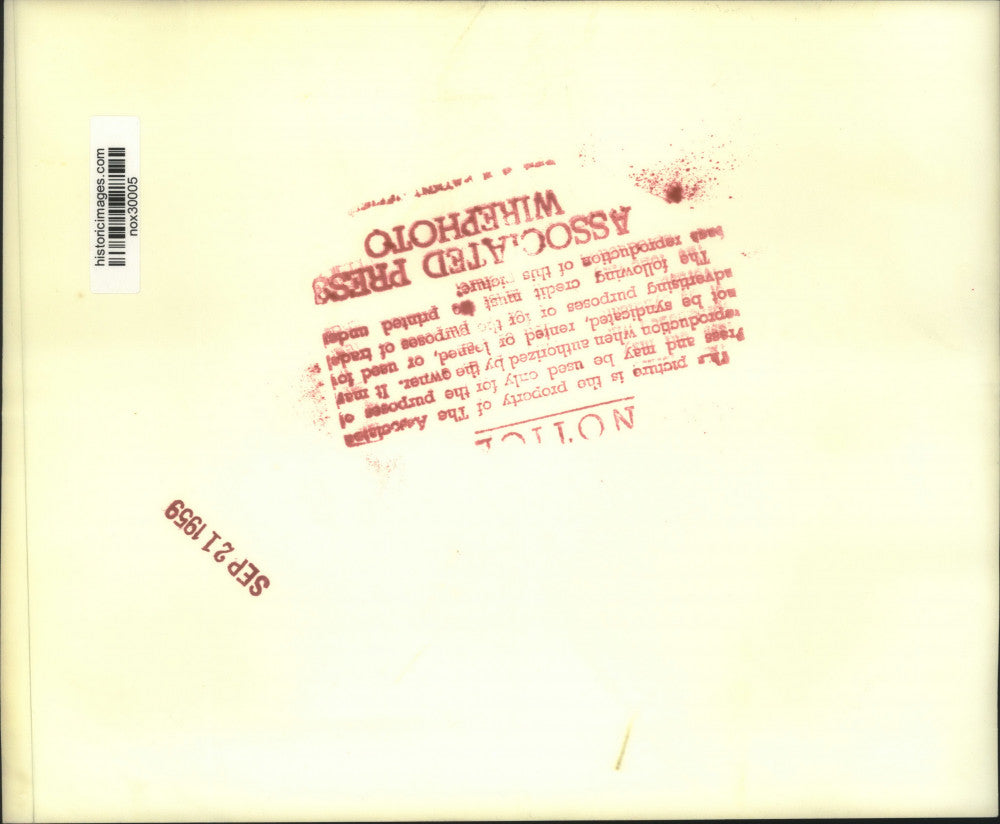 historicimages.com
nox30005
NOTICE
This picture is the property of The Associated
Press and may be used only for the purposes of
reproduction when authorized by the owner. It may
not be syndicated, rented or loaned, or used for
advertising purposes or for the purposes of trade
The following credit must be printed under
each reproduction of this picture:
ASSOCIATED PRESS
WIREPHOTO
SEP 21 1959